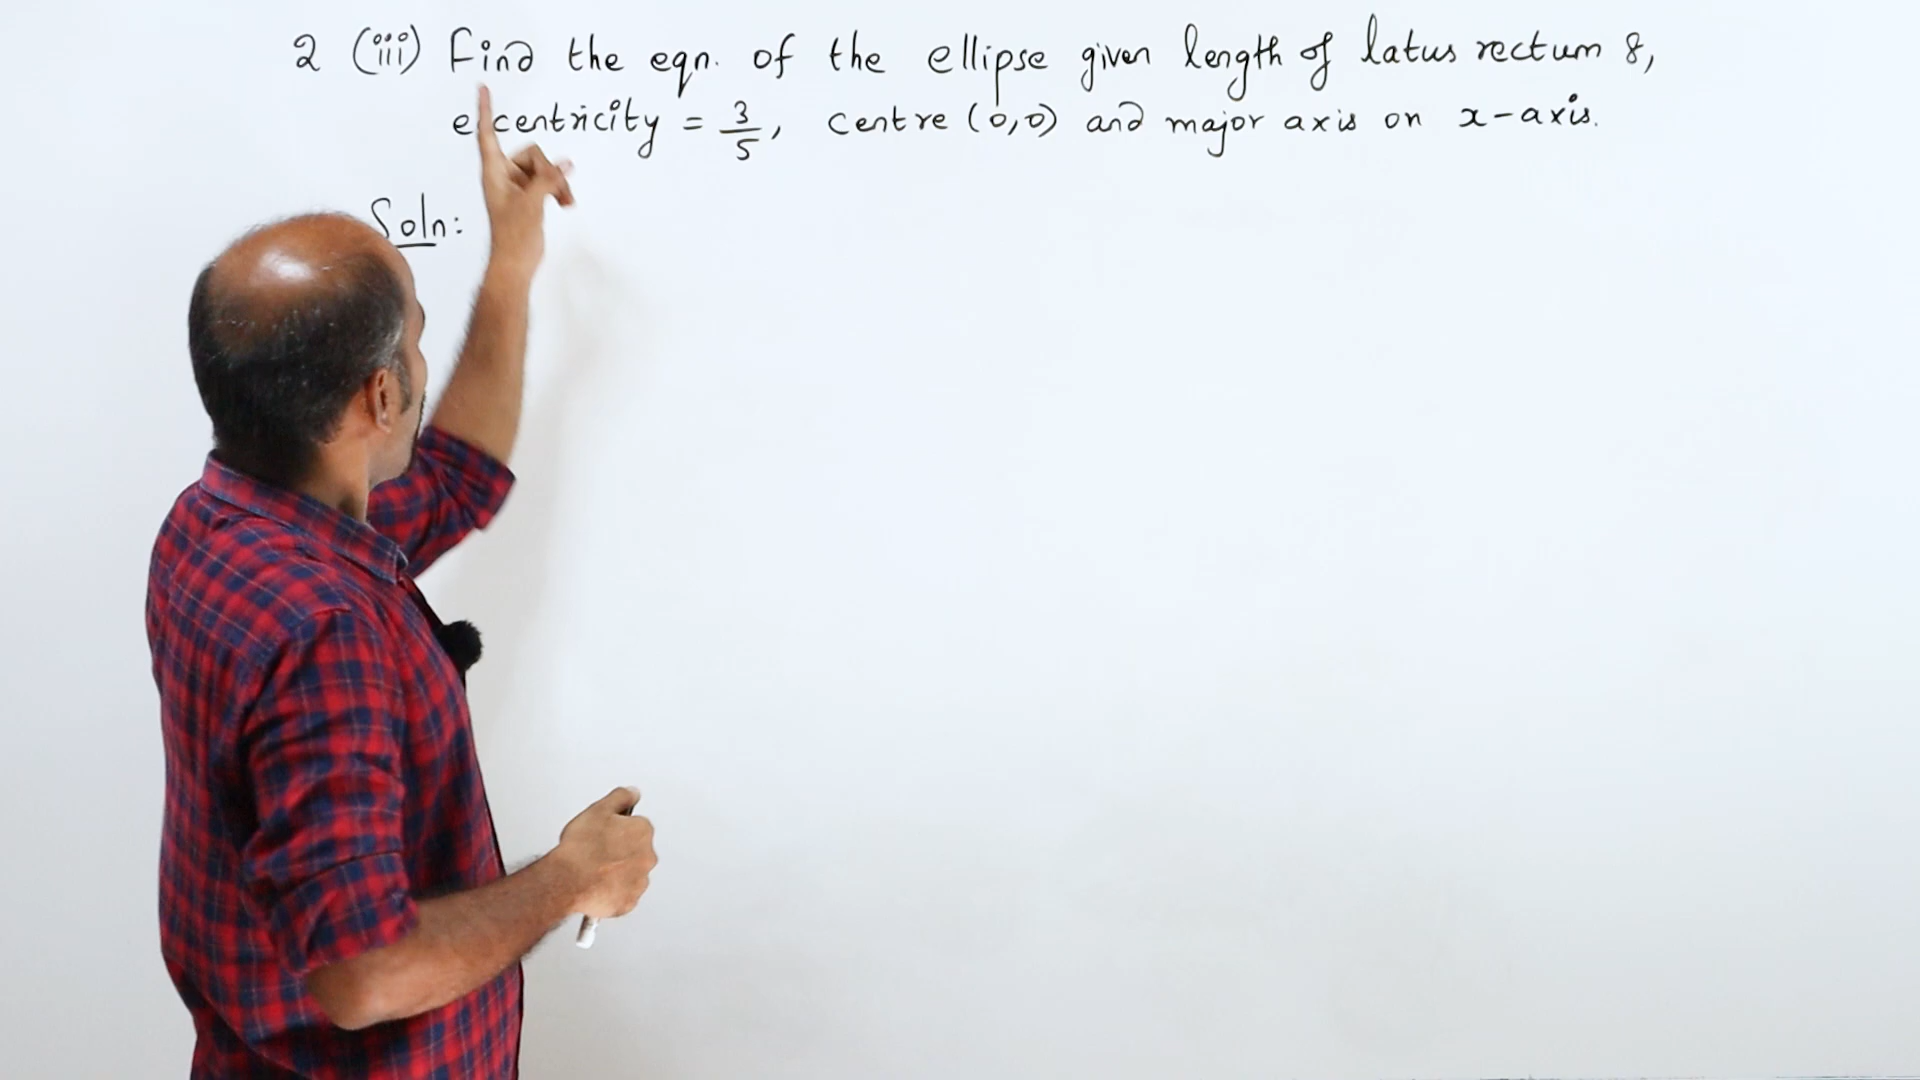 2 (iii) Find the eqn. of the ellipse given length of latus rectum 8,
eccentricity = 3/5, centre (0,0) and major axis on x-axis.
Soln: